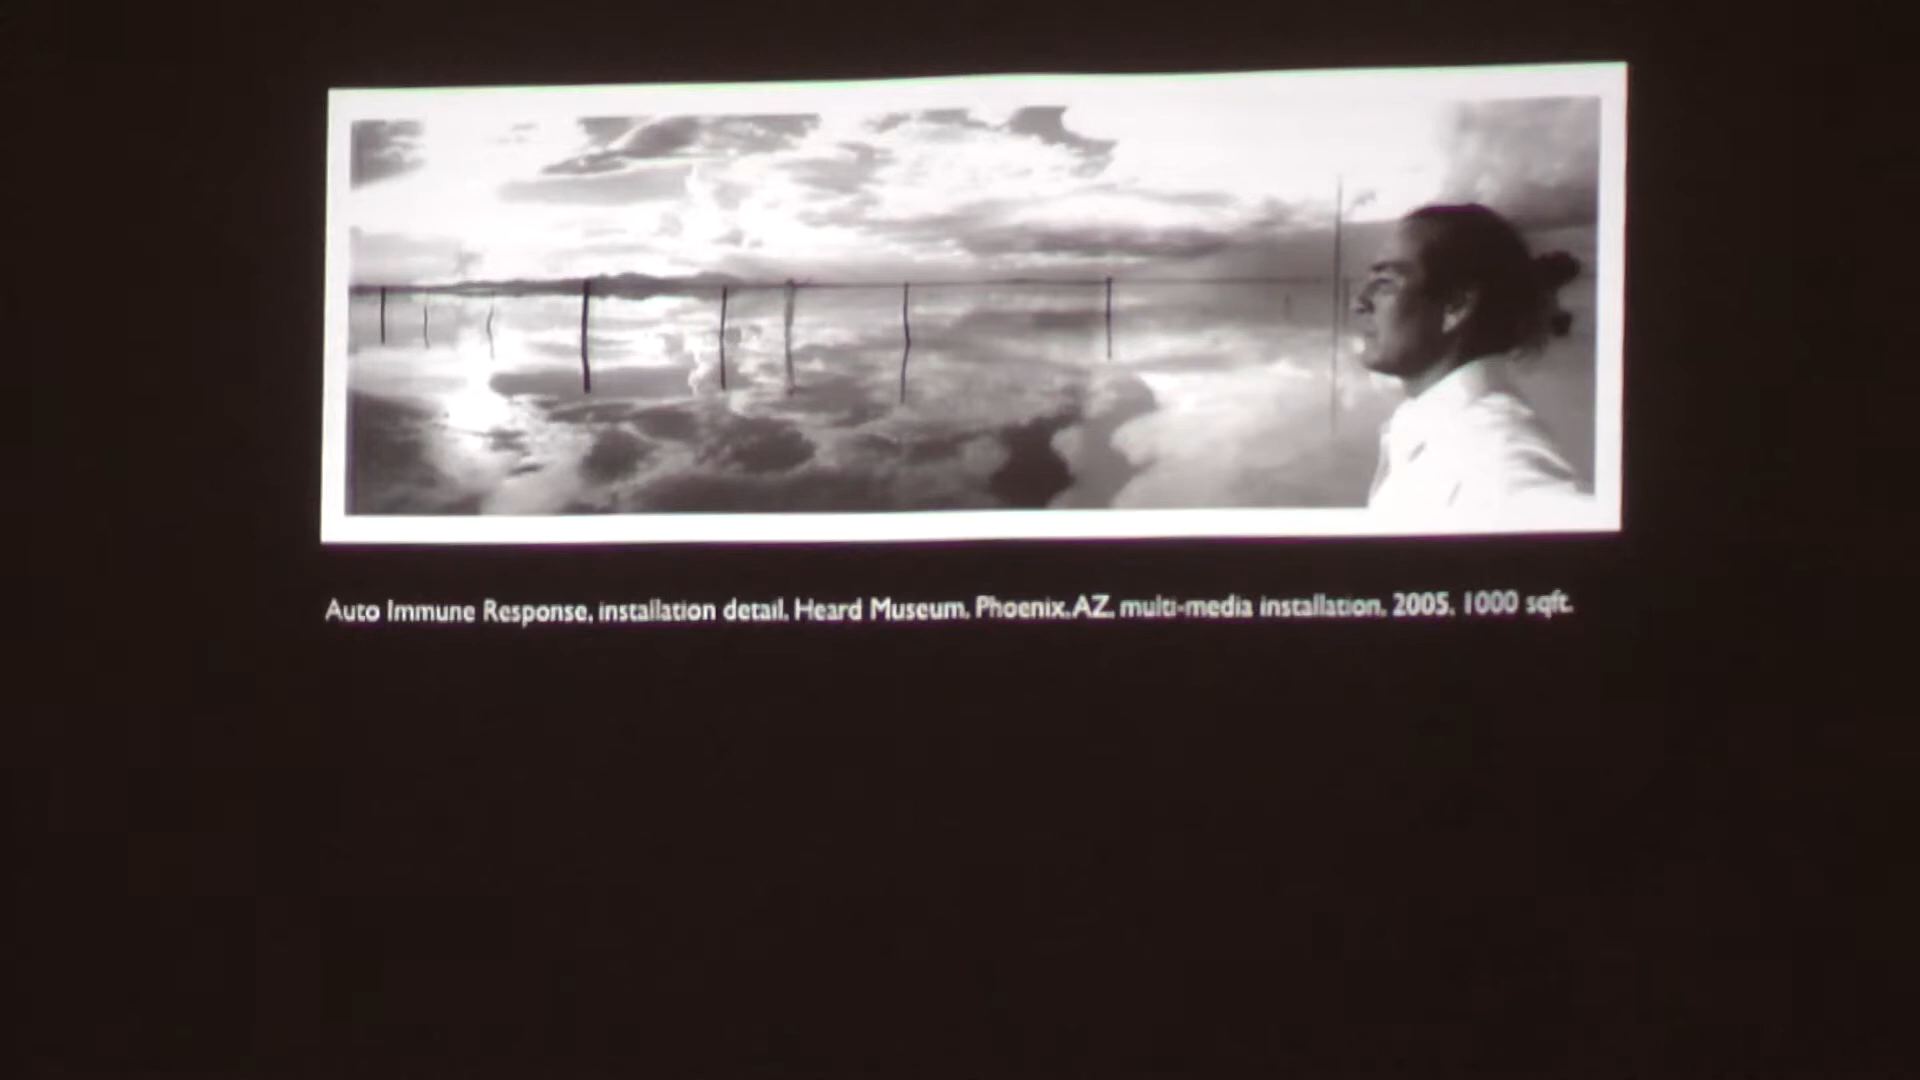 Auto Immune Response, installation detail, Heard Museum, Phoenix, AZ, multi-media installation, 2005, 1000 sqft.